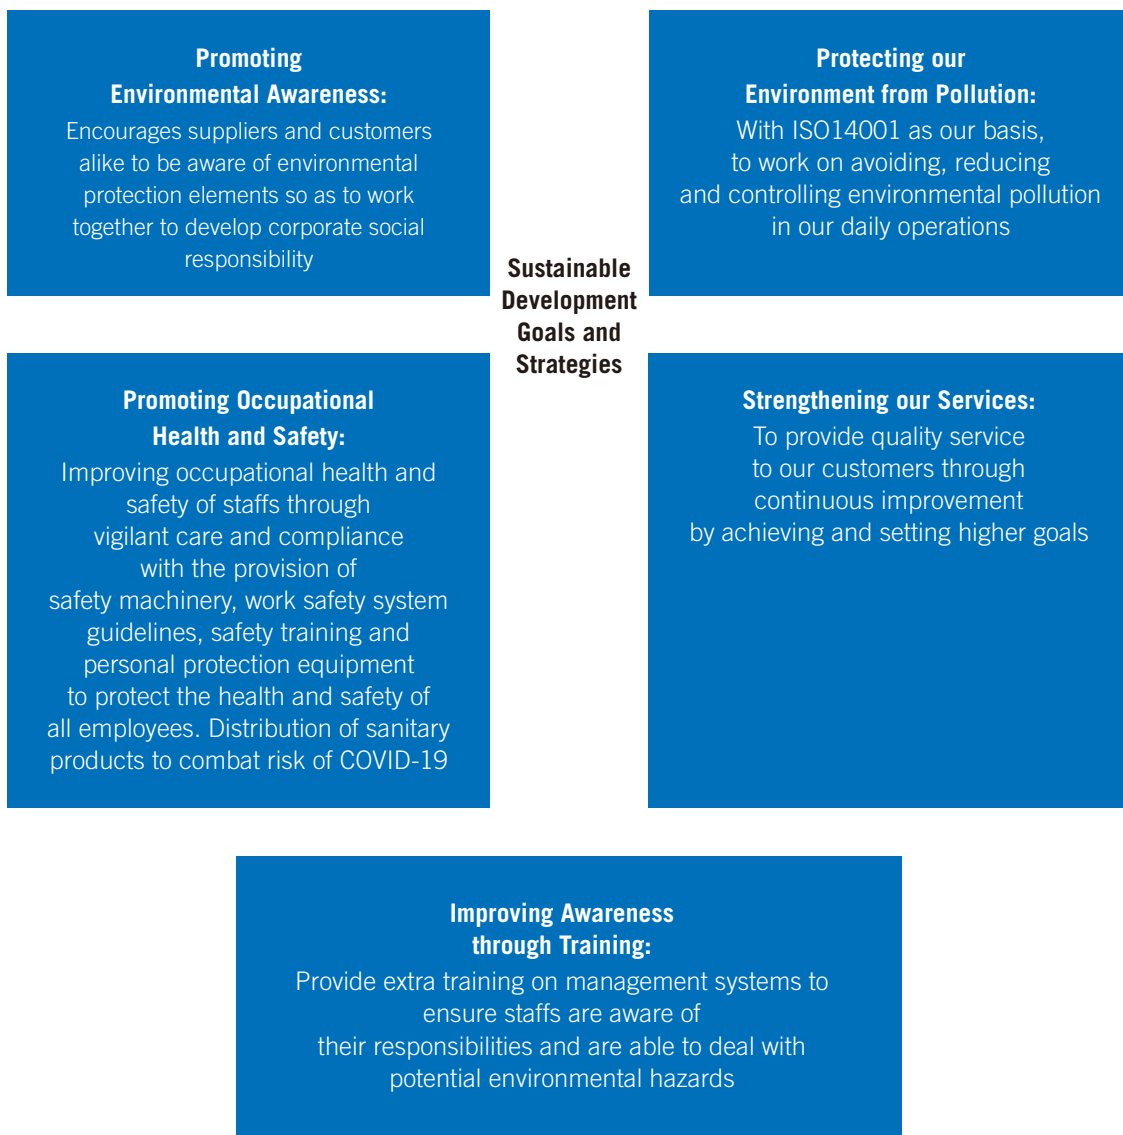 Promoting
Environmental Awareness:
Encourages suppliers and customers
alike to be aware of environmental
protection elements so as to work
together to develop corporate social
responsibility
Protecting our
Environment from Pollution:
With ISO14001 as our basis,
to work on avoiding, reducing
and controlling environmental pollution
in our daily operations
Sustainable
Development
Goals and
Strategies
Promoting Occupational
Health and Safety:
Improving occupational health and
safety of staffs through
vigilant care and compliance
with the provision of
safety machinery, work safety system
guidelines, safety training and
personal protection equipment
to protect the health and safety of
all employees. Distribution of sanitary
products to combat risk of COVID-19
Strengthening our Services:
To provide quality service
to our customers through
continuous improvement
by achieving and setting higher goals
Improving Awareness
through Training:
Provide extra training on management systems to
ensure staffs are aware of
their responsibilities and are able to deal with
potential environmental hazards